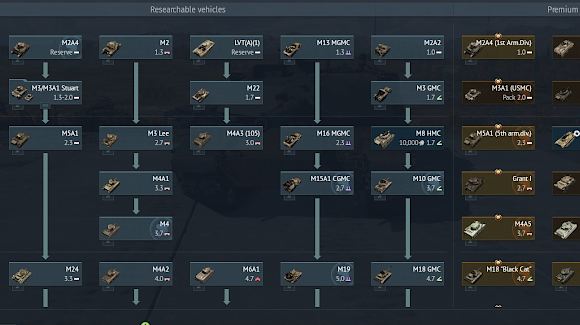 Researchable vehicles Premium
M2A4 M2 LVT(A)(1) M13 MGMC M2A2 M2A4 (1st Arm.Div)
Reserve 1.3 Reserve 1.3 1.0 1.0
M3/M3A1 Stuart M22 M3 GMC M3A1 (USMC)
1.3-2.0 1.7 1.7 Pack 2.0
M5A1 M3 Lee M4A3 (105) M16 MGMC M8 HMC M5A1 (5th arm.div)
2.3 2.7 3.0 2.3 10,000 1.7 2.3
M4A1 M15A1 CGMC M10 GMC Grant I
3.3 2.7 3.7 2.7
M4 M4A5
3.7 3.7
M24 M4A2 M6A1 M19 M18 GMC M18 "Black Cat"
3.3 4.0 4.7 5.0 4.7 4.7